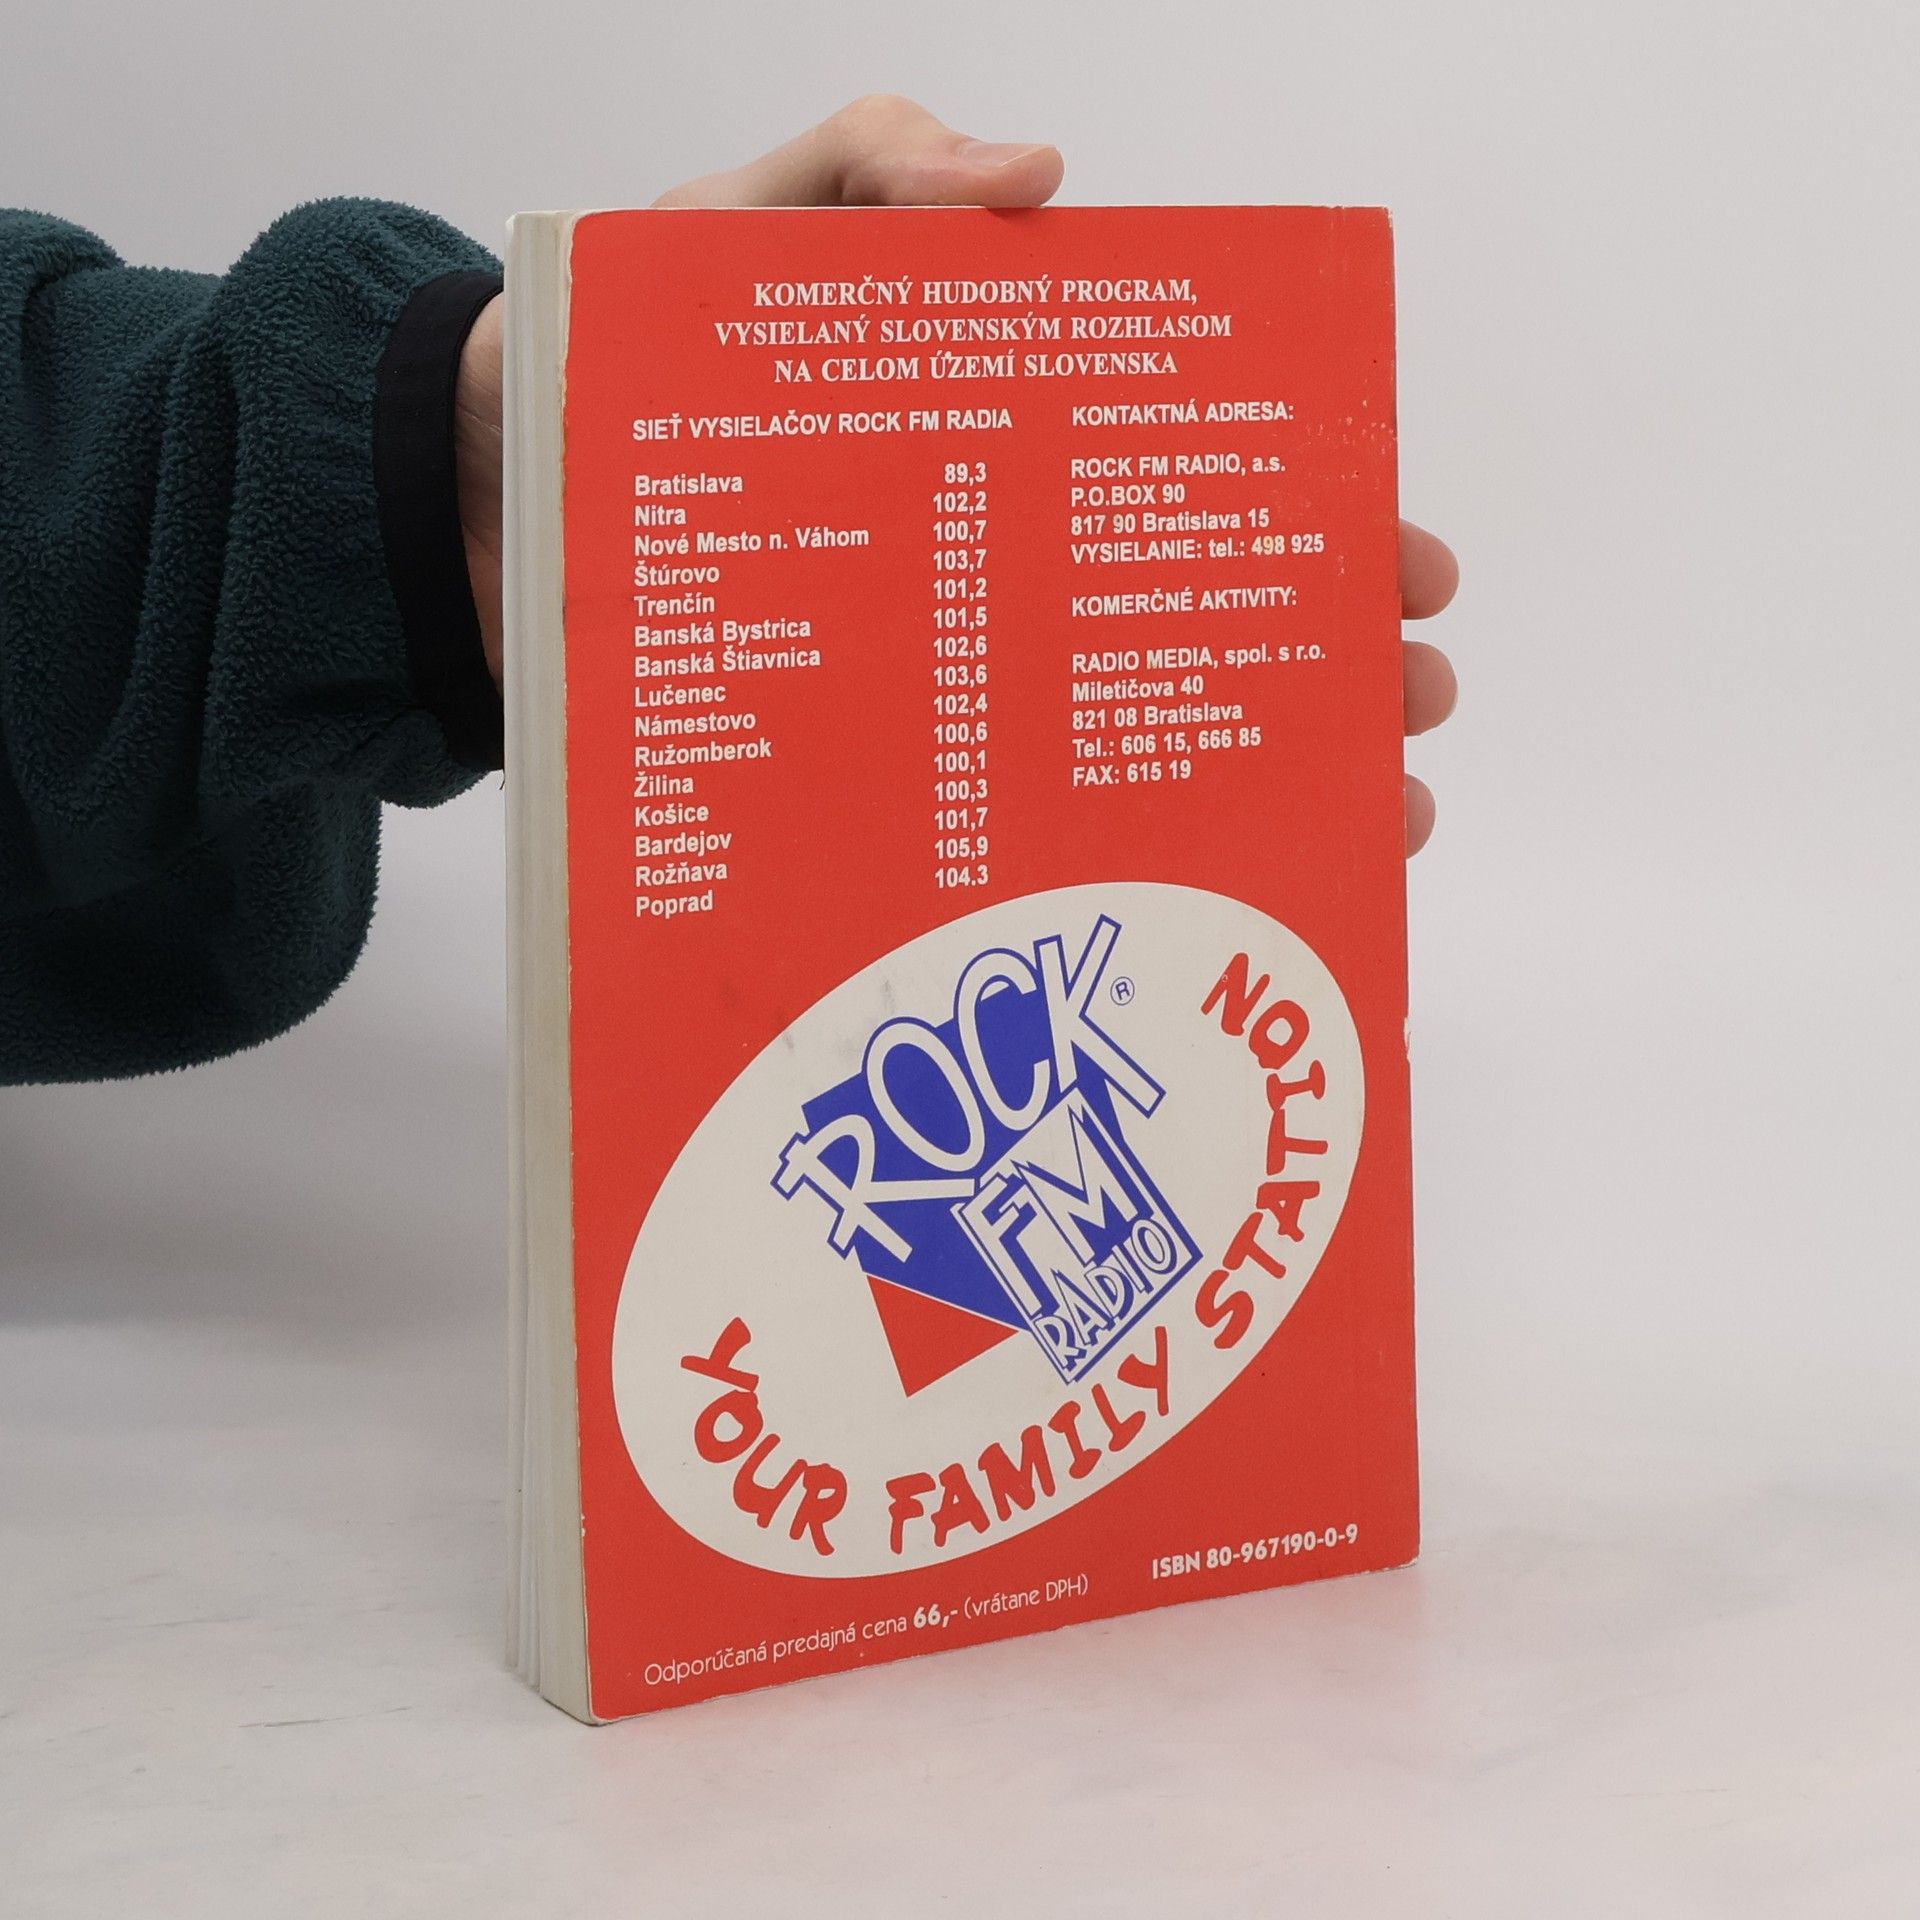 KOMERČNÝ HUDOBNÝ PROGRAM,
VYSIELANÝ SLOVENSKÝM ROZHLASOM
NA CELOM ÚZEMÍ SLOVENSKA
SIEŤ VYSIELAČOV ROCK FM RADIA
Bratislava 89,3
Nitra 102,2
Nové Mesto n. Váhom 100,7
Štúrovo 103,7
Trenčín 101,2
Banská Bystrica 101,5
Banská Štiavnica 102,6
Lučenec 103,6
Námestovo 102,4
Ružomberok 100,6
Žilina 100,1
Košice 100,3
Bardejov 101,7
Rožňava 105,9
Poprad 104.3
KONTAKTNÁ ADRESA:
ROCK FM RADIO, a.s.
P.O.BOX 90
817 90 Bratislava 15
VYSIELANIE: tel.: 498 925
KOMERČNÉ AKTIVITY:
RADIO MEDIA, spol. s r.o.
Miletičova 40
821 08 Bratislava
Tel.: 606 15, 666 85
FAX: 615 19
ROCK®
FM
RADIO
YOUR FAMILY STATION
Odporúčaná predajná cena 66,- (vrátane DPH)
ISBN 80-967190-0-9